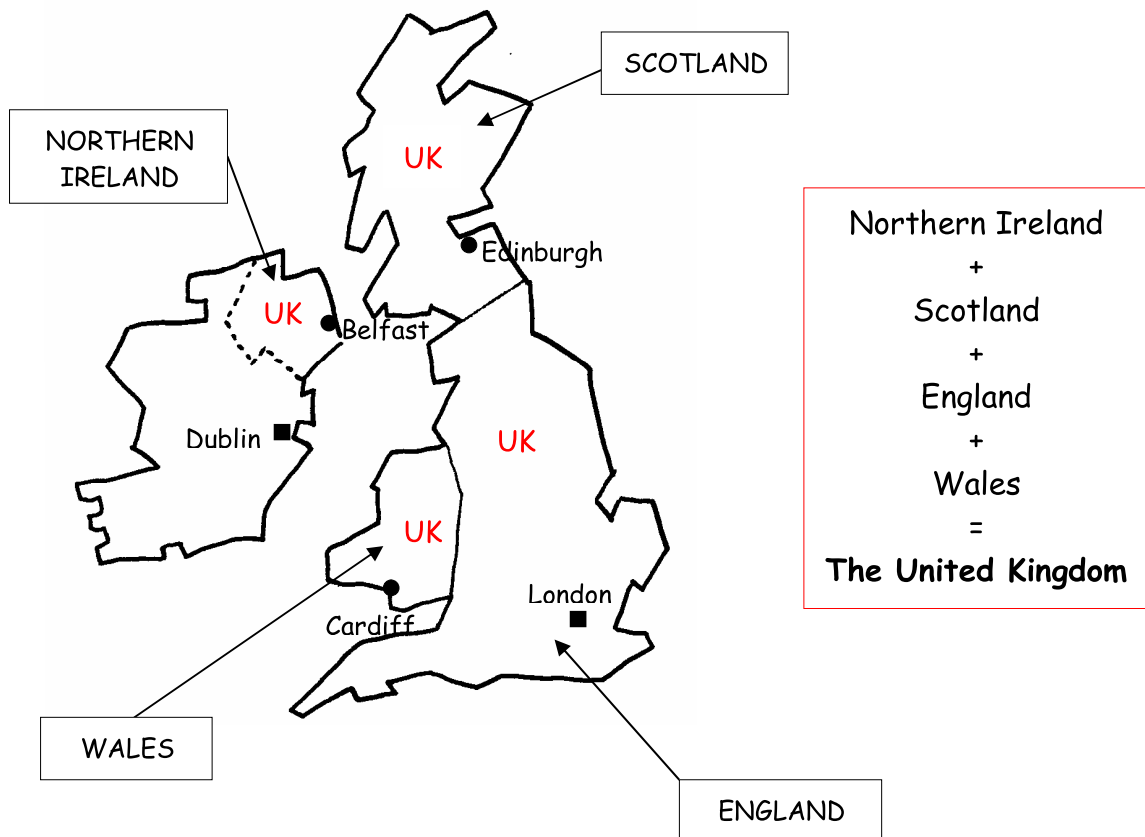 SCOTLAND
NORTHERN
IRELAND
UK
Edinburgh
UK
Belfast
Dublin
UK
UK
London
Cardiff
WALES
ENGLAND
Northern Ireland
+
Scotland
+
England
+
Wales
=
The United Kingdom